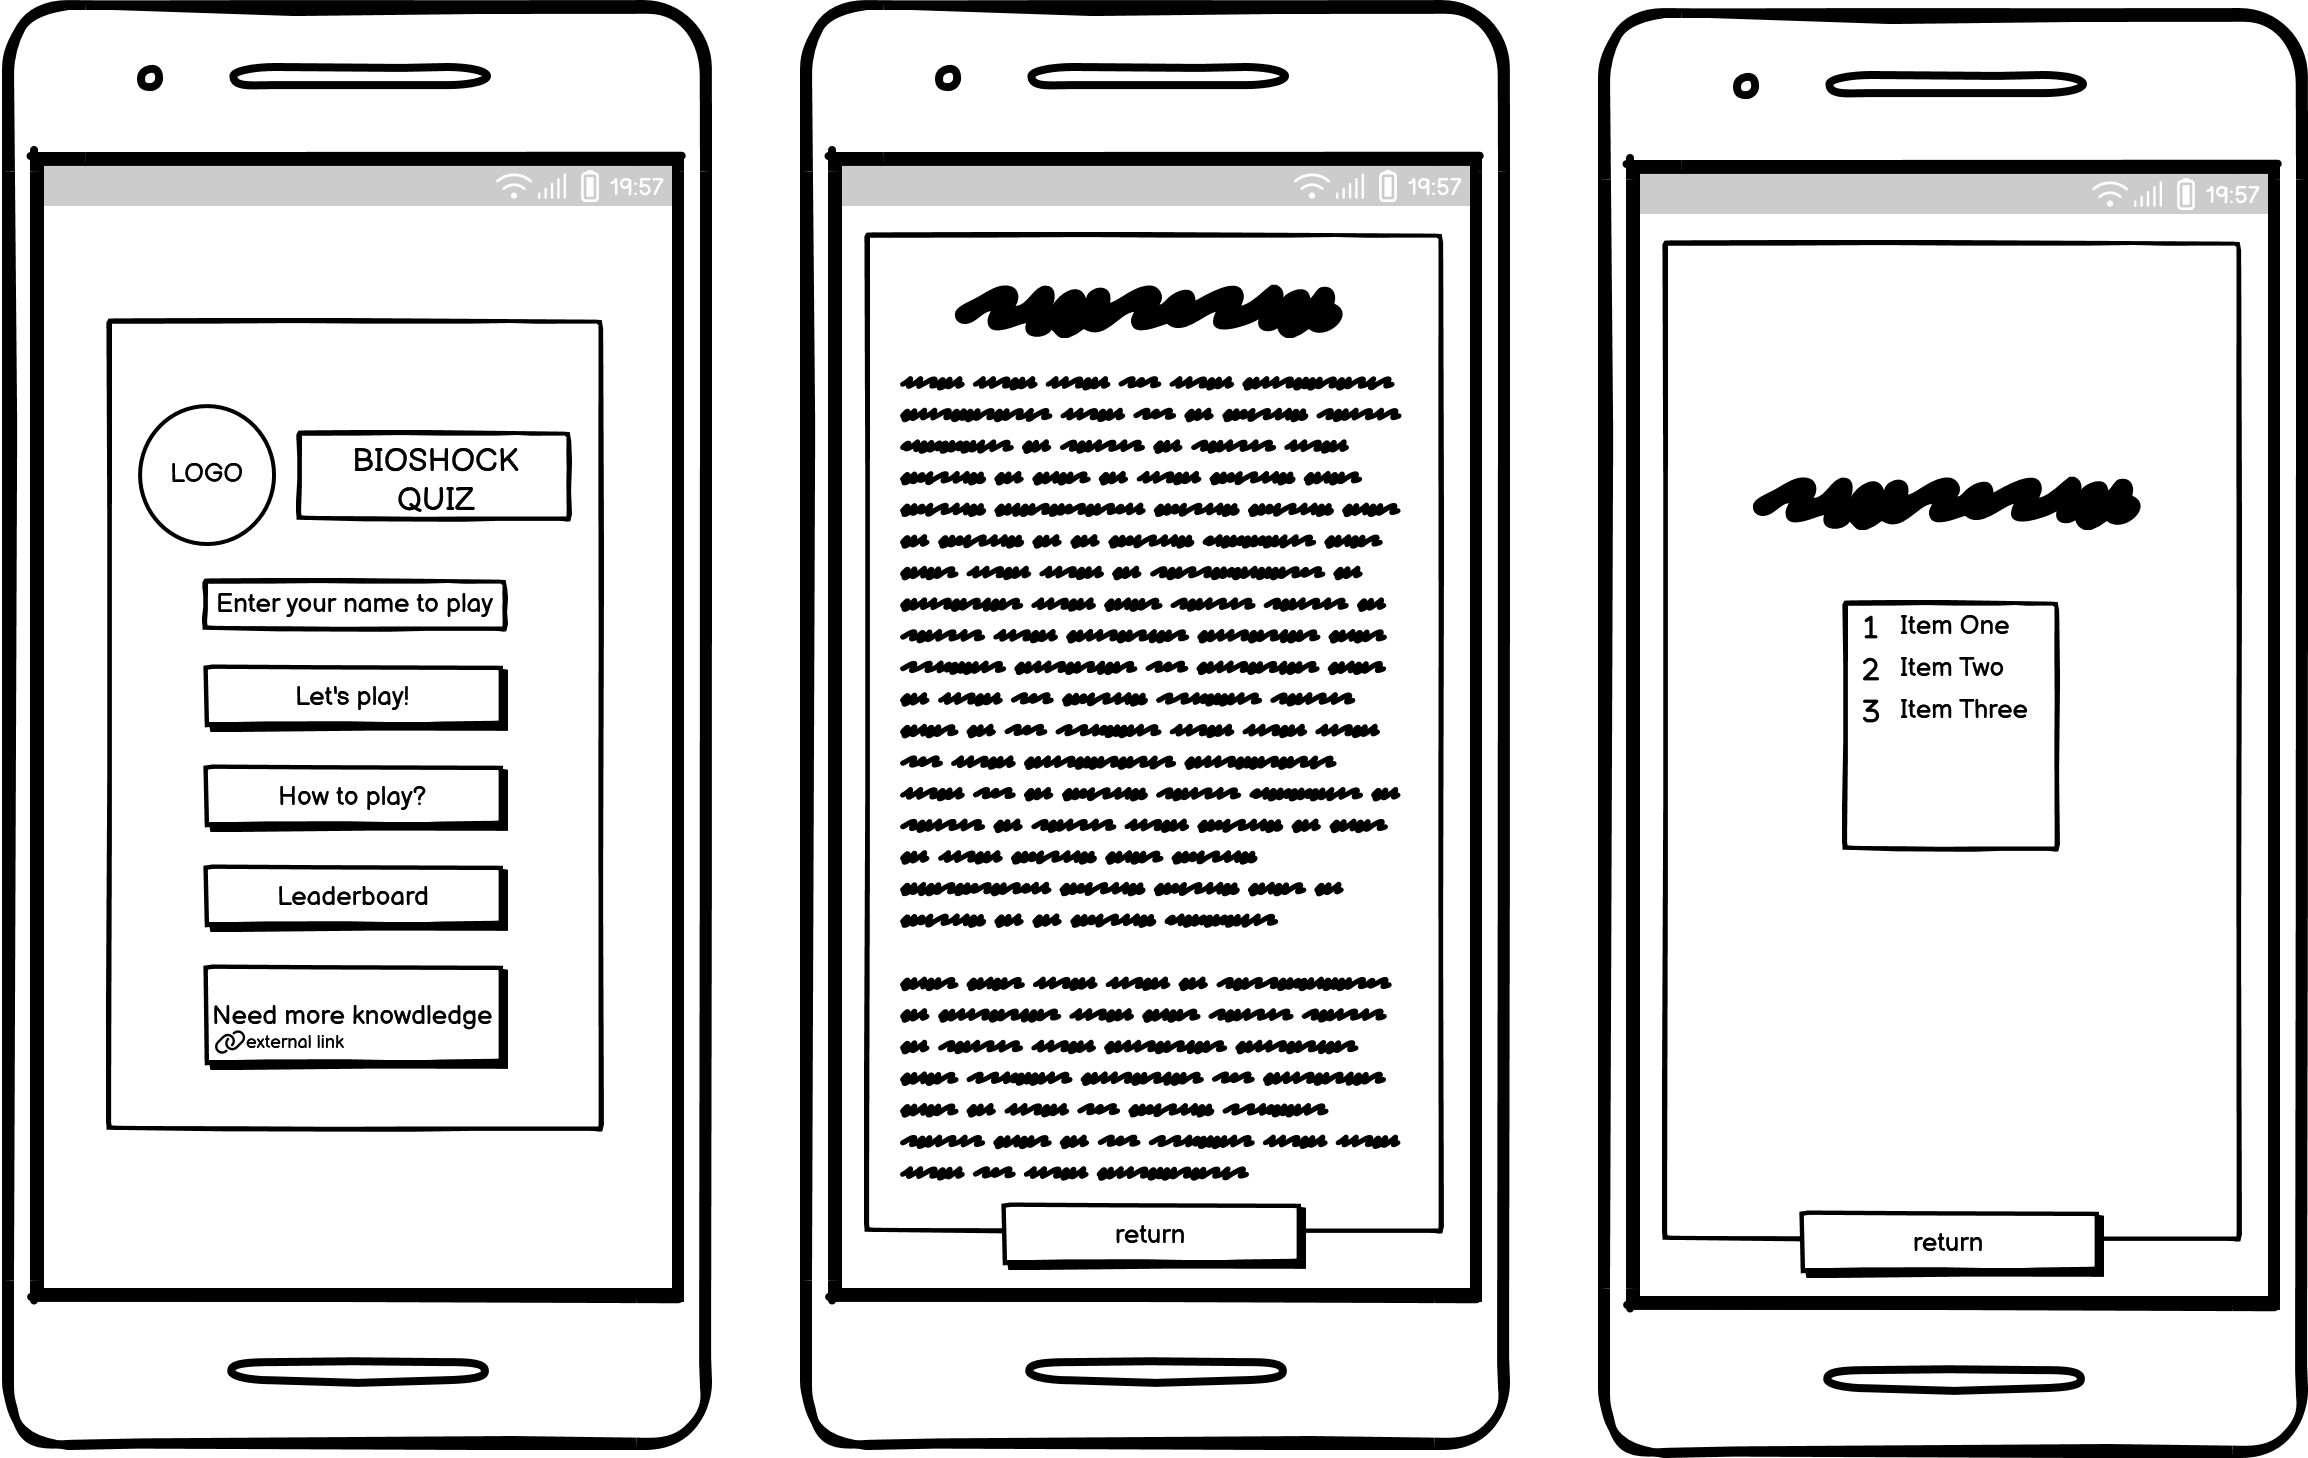 19:57
LOGO
BIOSHOCK
QUIZ
Enter your name to play
Let's play!
How to play?
Leaderboard
Need more knowdledge
external link
19:57
return
19:57
1 Item One
2 Item Two
3 Item Three
return